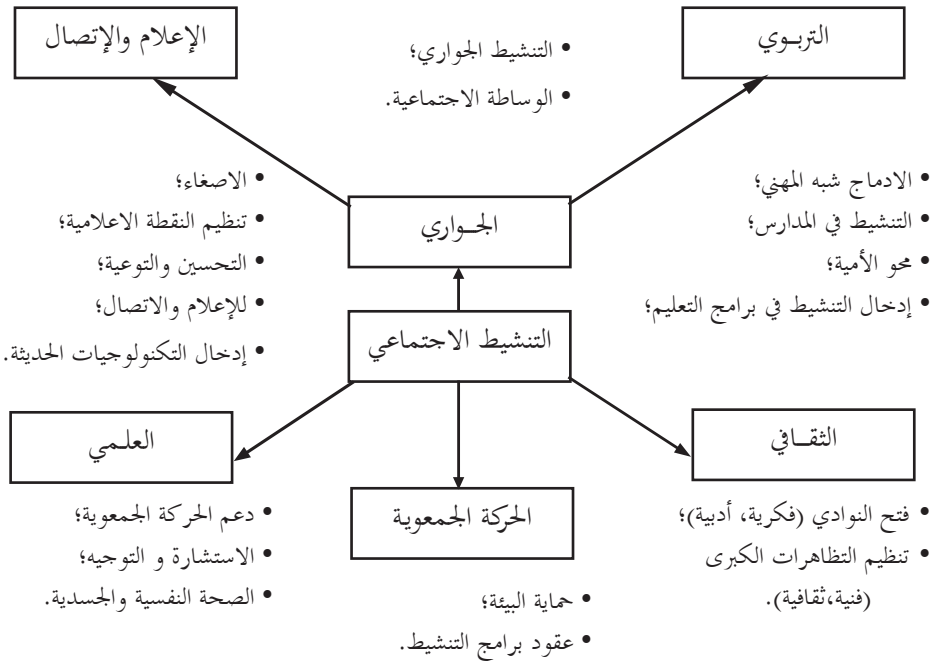 التربـوي
الإعلام والإتصال
• التنشيط الجواري؛
• الوساطة الاجتماعية.
• الادماج شبه المهني؛
• التنشيط في المدارس؛
• محو الأمية؛
• إدخال التنشيط في برامج التعليم؛
الجـواري
• الاصغاء؛
• تنظيم النقطة الاعلامية؛
• التحسين والتوعية؛
• للإعلام والاتصال؛
• إدخال التكنولوجيات الحديثة.
التنشيط الاجتماعي
الثقـافي
• فتح النوادي (فكرية، أدبية)؛
• تنظيم التظاهرات الكبرى
(فنية،ثقافية).
الحركة الجمعوية
• حماية البيئة؛
• عقود برامج التنشيط.
العلـمي
• دعم الحركة الجمعوية؛
• الاستشارة و التوجيه؛
• الصحة النفسية والجسدية.